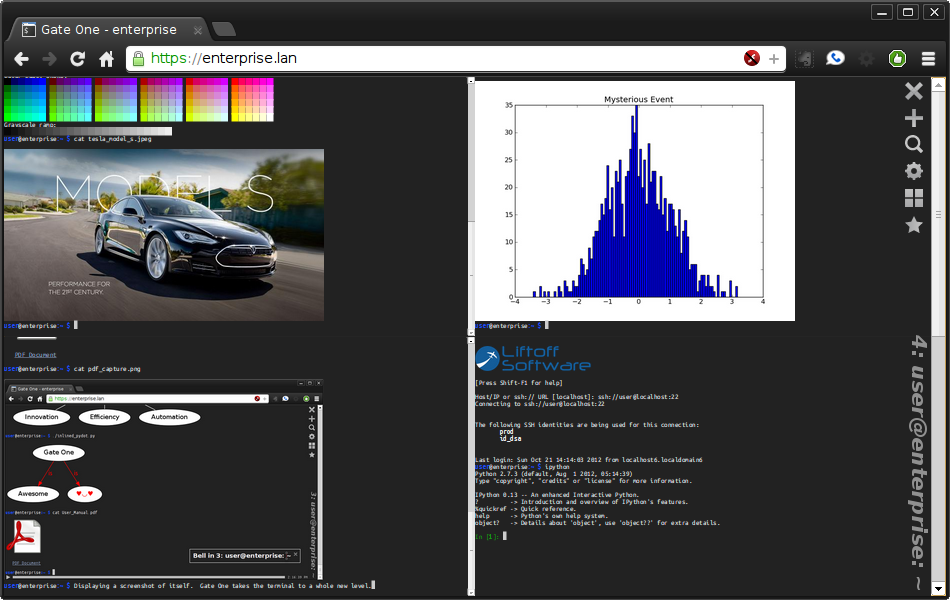 Gate One - enterprise
https://enterprise.lan
Grayscale ramp:
user@enterprise:~ $ cat tesla_model_s.jpeg
MODEL S
PERFORMANCE FOR
THE 21ST CENTURY.
user@enterprise:~ $
Mysterious Event
35
30
25
20
15
10
5
0
−4 −3 −2 −1 0 1 2 3 4
user@enterprise:~ $
PDF Document
user@enterprise:~ $ cat pdf_capture.png
Gate One - enterprise
https://enterprise.lan
Innovation Efficiency Automation
user@enterprise:~ $ ./inlined_pydot.py
Gate One
Awesome
user@enterprise:~ $ cat User_Manual.pdf
PDF Document
Bell in 3: user@enterprise: ~
3: user@enterprise: ~
user@enterprise:~ $ Displaying a screenshot of itself.  Gate One takes the terminal to a whole new level.
Liftoff
Software
[Press Shift-F1 for help]
Host/IP or ssh:// URL [localhost]: ssh://user@localhost:22
Connecting to ssh://user@localhost:22
The following SSH identities are being used for this connection:
prod
id_dsa
Last login: Sun Oct 21 14:14:03 2012 from localhost6.localdomain6
user@enterprise:~ $ ipython
Python 2.7.3 (default, Aug  1 2012, 05:14:39)
Type "copyright", "credits" or "license" for more information.
IPython 0.13 -- An enhanced Interactive Python.
?         -> Introduction and overview of IPython's features.
%quickref -> Quick reference.
help      -> Python's own help system.
object?   -> Details about 'object', use 'object??' for extra details.
In [1]:
4: user@enterprise: ~